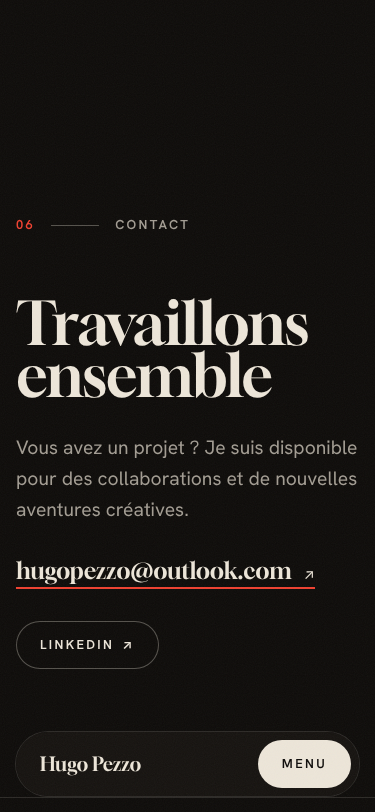 06 CONTACT
Travaillons
ensemble
Vous avez un projet ? Je suis disponible
pour des collaborations et de nouvelles
aventures créatives.
hugopezzo@outlook.com ↗
LINKEDIN ↗
Hugo Pezzo MENU